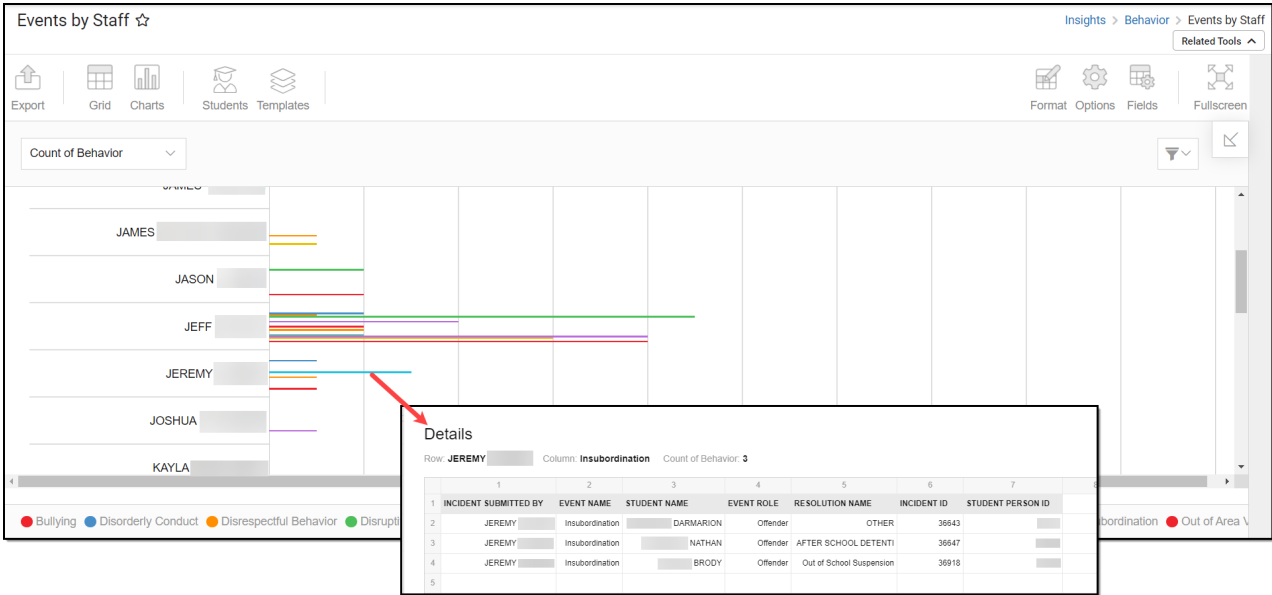 Events by Staff
Insights > Behavior > Events by Staff
Related Tools
Export Grid Charts Students Templates Format Options Fields Fullscreen
Count of Behavior
JAMES
JAMES
JASON
JEFF
JEREMY
JOSHUA
KAYLA
Bullying Disorderly Conduct Disrespectful Behavior Out of Area
Details
Row: JEREMY Column: Insubordination Count of Behavior: 3
1 2 3 4 5 6 7
1 INCIDENT SUBMITTED BY EVENT NAME STUDENT NAME EVENT ROLE RESOLUTION NAME INCIDENT ID STUDENT PERSON ID
2 JEREMY Insubordination DARMARION Offender OTHER 36643
3 JEREMY Insubordination NATHAN Offender AFTER SCHOOL DETENTI 36647
4 JEREMY Insubordination BRODY Offender Out of School Suspension 36918
5